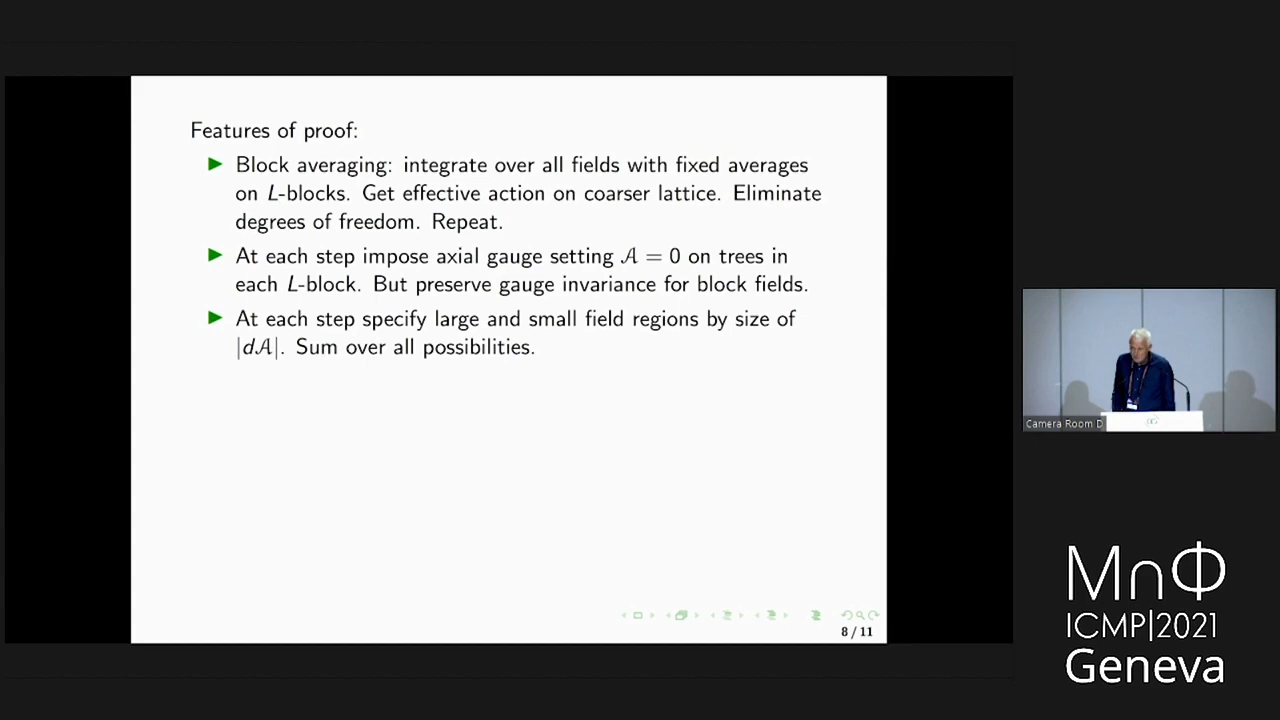 Features of proof:
▶ Block averaging: integrate over all fields with fixed averages
on L-blocks. Get effective action on coarser lattice. Eliminate
degrees of freedom. Repeat.
▶ At each step impose axial gauge setting 𝒜 = 0 on trees in
each L-block. But preserve gauge invariance for block fields.
▶ At each step specify large and small field regions by size of
|d𝒜|. Sum over all possibilities.
8 / 11
Camera Room D
M∩Φ
ICMP|2021
Geneva